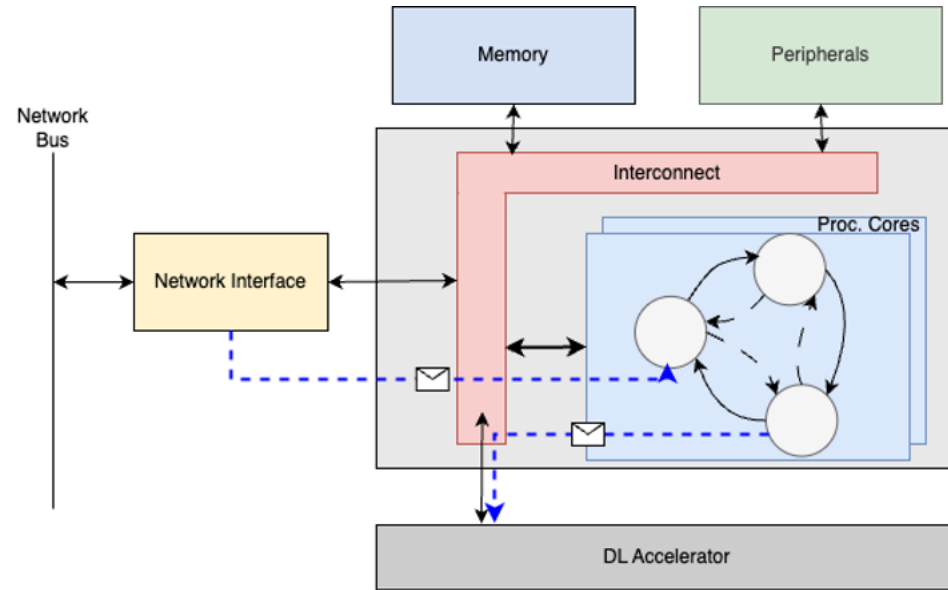 Memory
Peripherals
Network
Bus
Interconnect
Proc. Cores
Network Interface
DL Accelerator